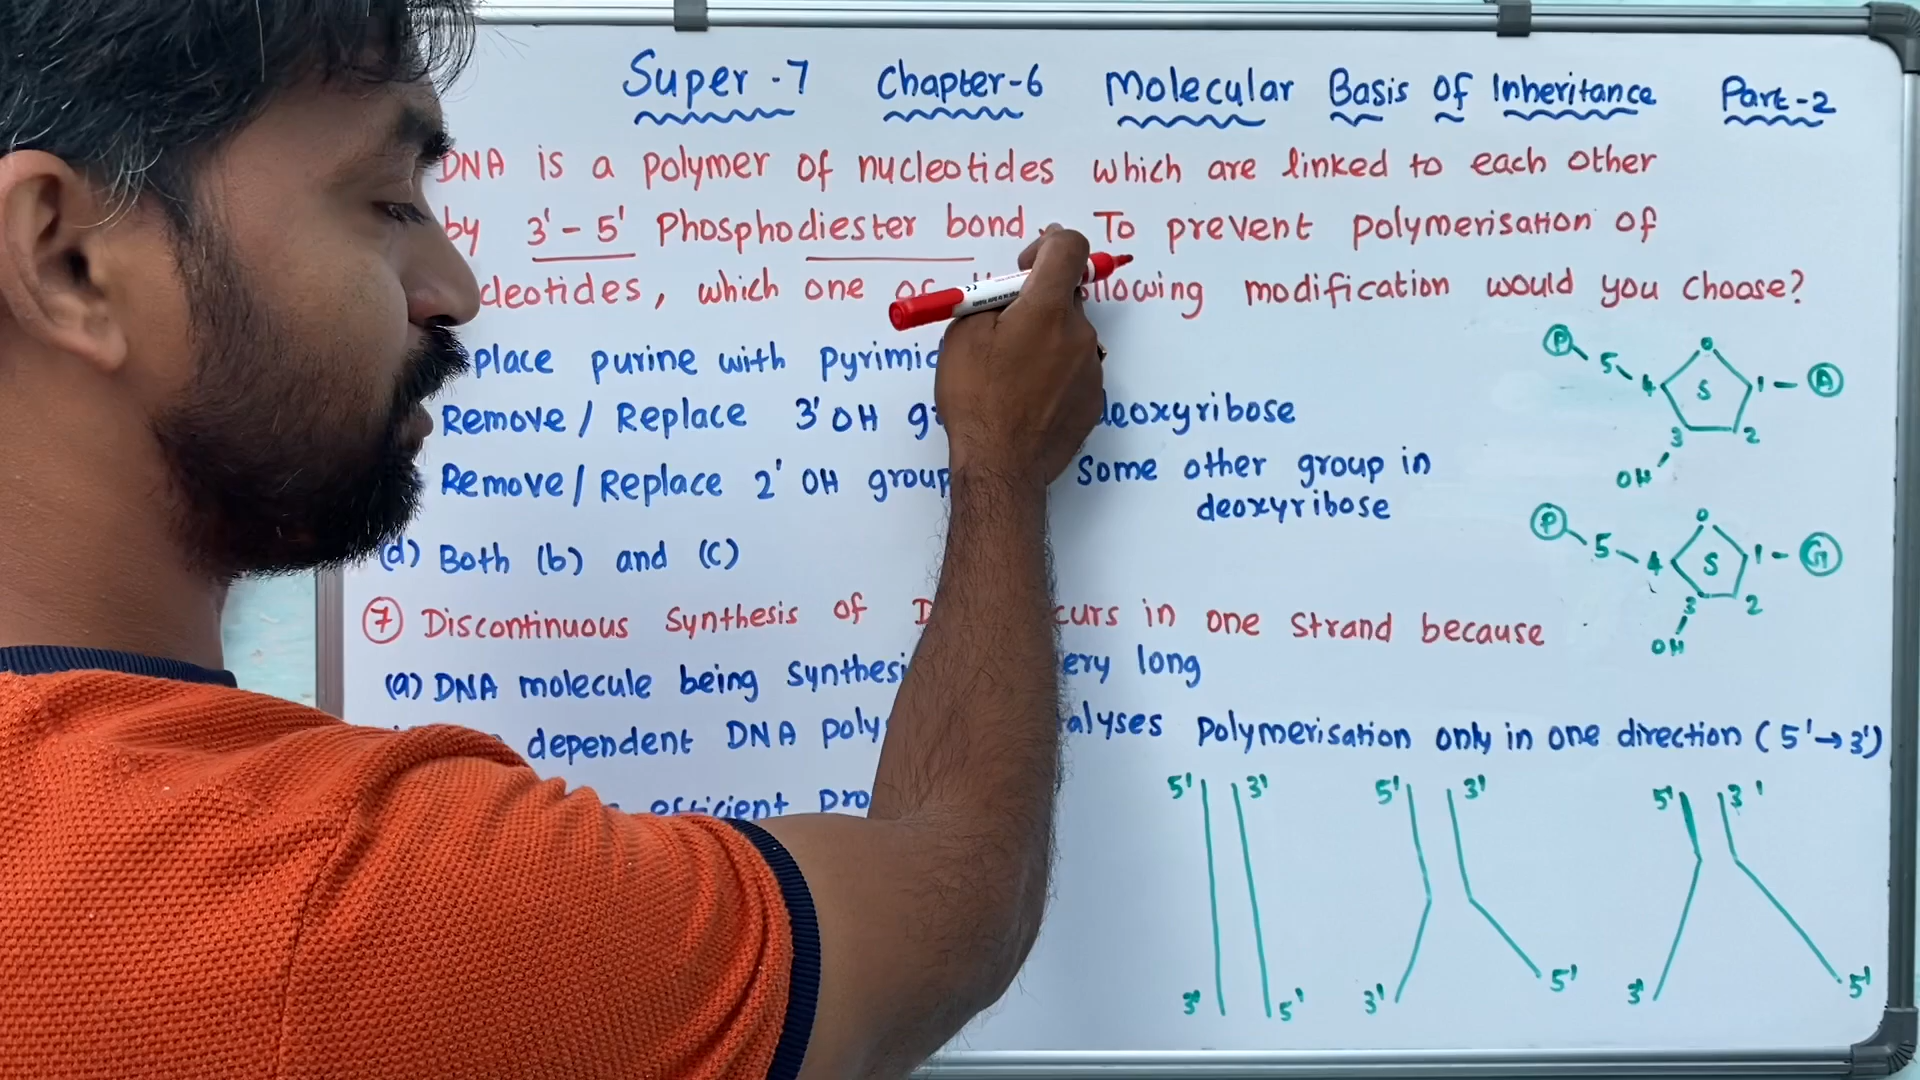 Super-7 Chapter-6 Molecular Basis of Inheritance Part-2
DNA is a polymer of nucleotides which are linked to each other
by 3'-5' Phosphodiester bond. To prevent polymerisation of
cleotides, which one of llowing modification would you choose?
place purine with pyrimid
Remove / Replace 3'OH deoxyribose
Remove / Replace 2' OH group Some other group in
deoxyribose
(d) Both (b) and (c)
7 Discontinuous Synthesis of curs in one strand because
(a) DNA molecule being synthesi ery long
dependent DNA poly alyses polymerisation only in one direction (5'→3')
efficient pro
P 5 4 O S 1 A
3 2
OH
P 5 4 O S 1 G
3 2
OH
5' 3' 5' 3' 5' 3'
3' 5' 3' 5' 3' 5'